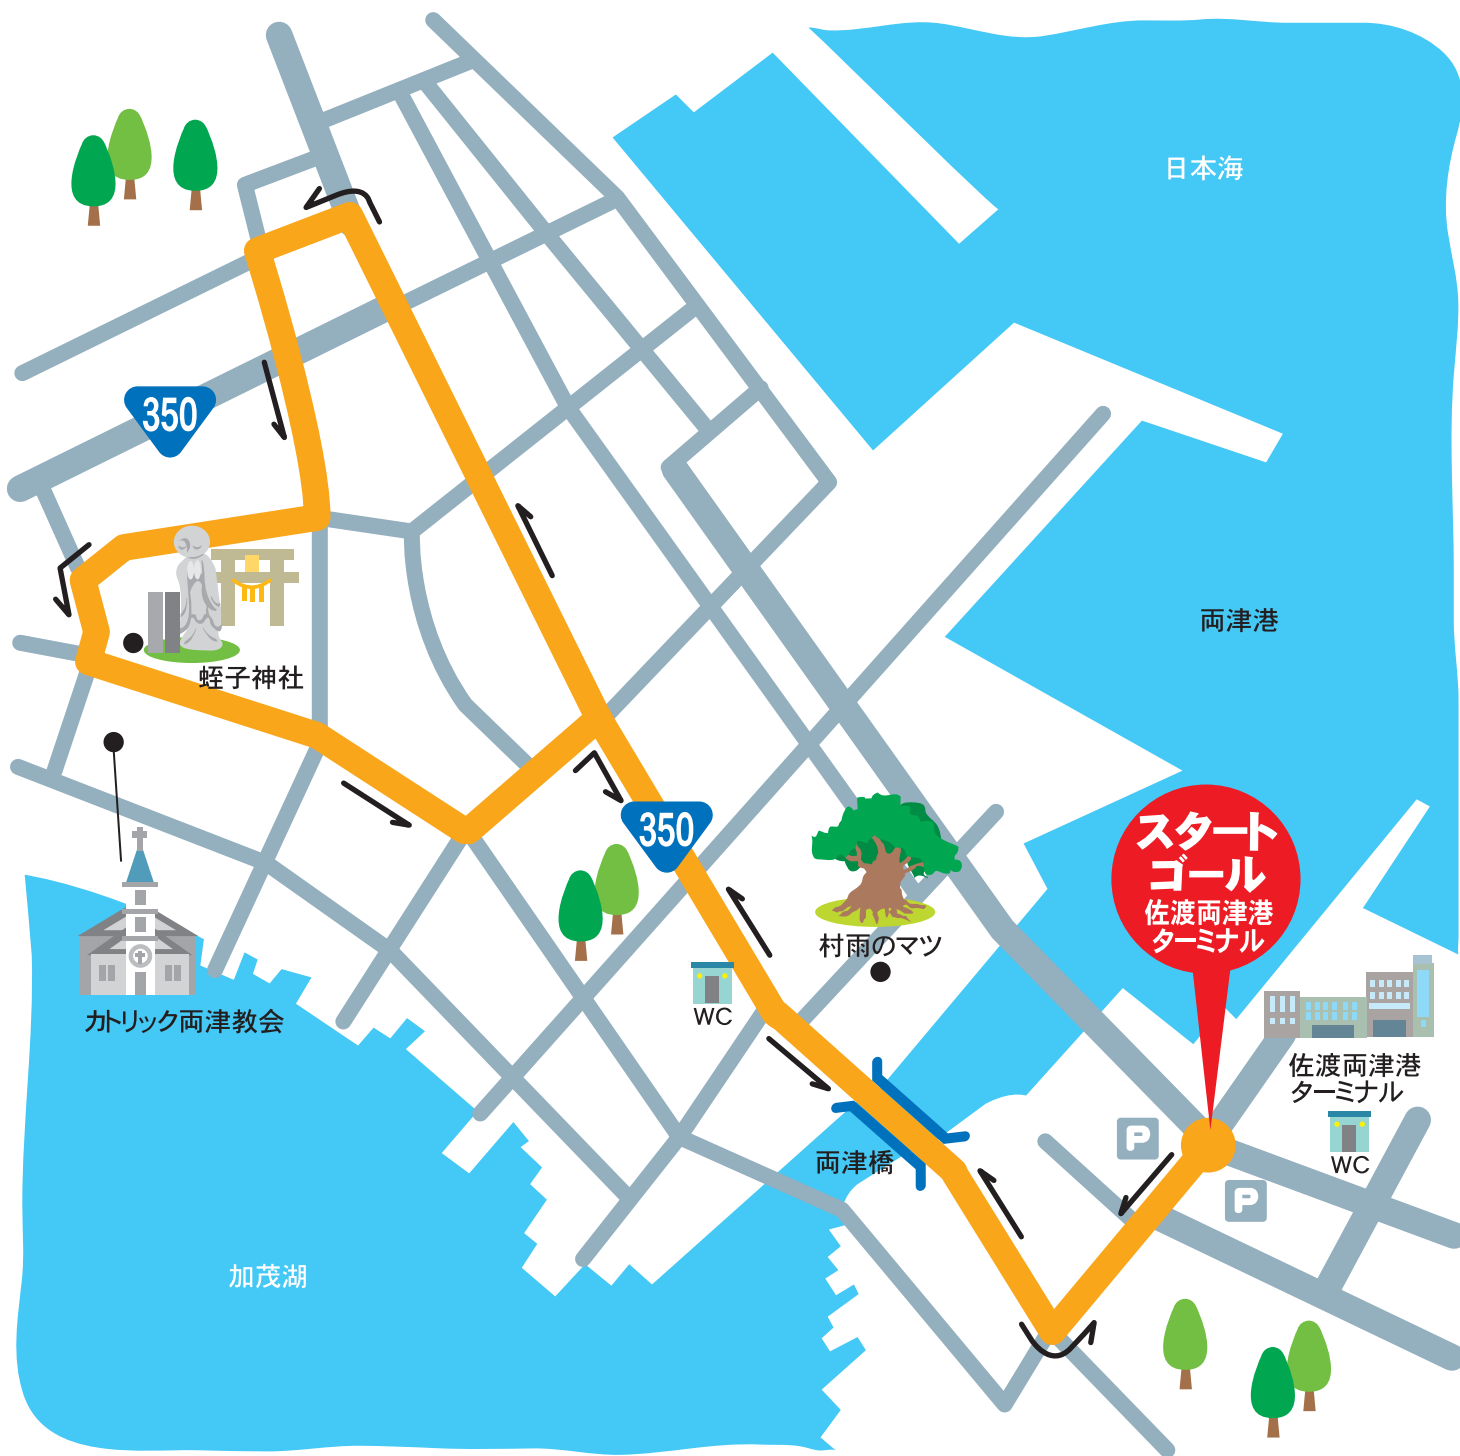 日本海
350
両津港
蛭子神社
350
スタート
ゴール
佐渡両津港
ターミナル
村雨のマツ
WC
カトリック両津教会
佐渡両津港
ターミナル
P
WC
両津橋
P
加茂湖